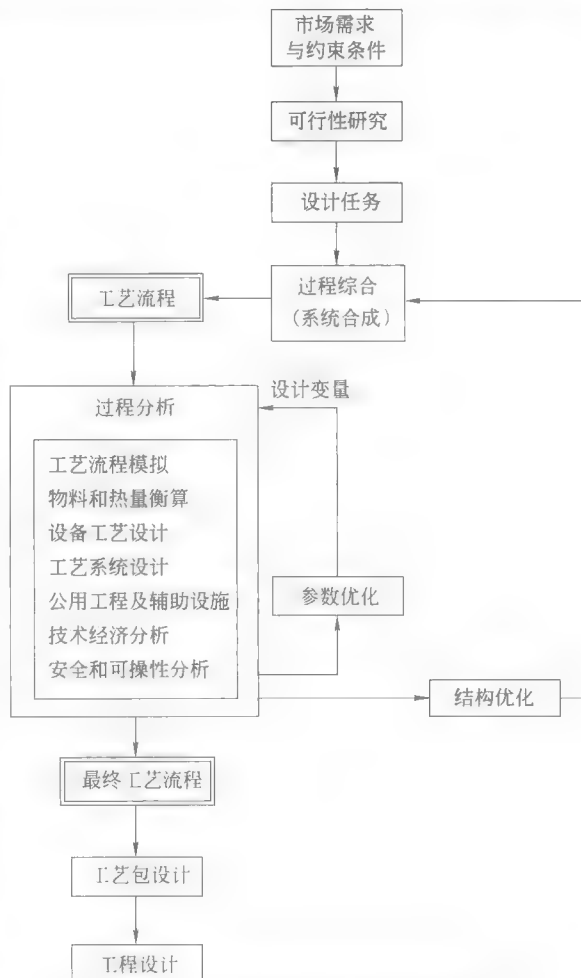 市场需求
与约束条件
可行性研究
设计任务
过程综合
（系统合成）
工艺流程
过程分析
设计变量
工艺流程模拟
物料和热量衡算
设备工艺设计
工艺系统设计
公用工程及辅助设施
技术经济分析
安全和可操性分析
参数优化
结构优化
最终工艺流程
工艺包设计
工程设计